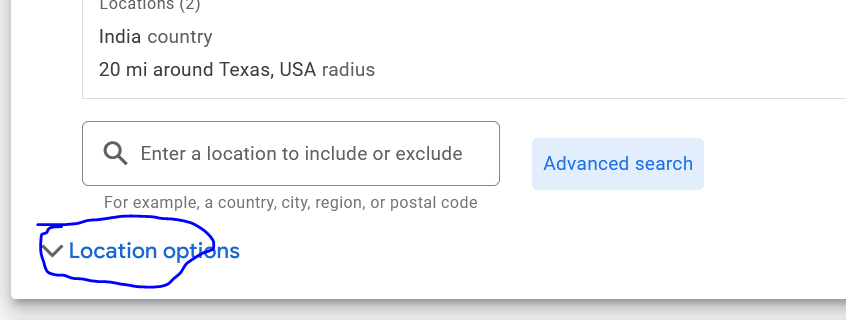 Locations (2)
India country
20 mi around Texas, USA radius
Enter a location to include or exclude
Advanced search
For example, a country, city, region, or postal code
Location options